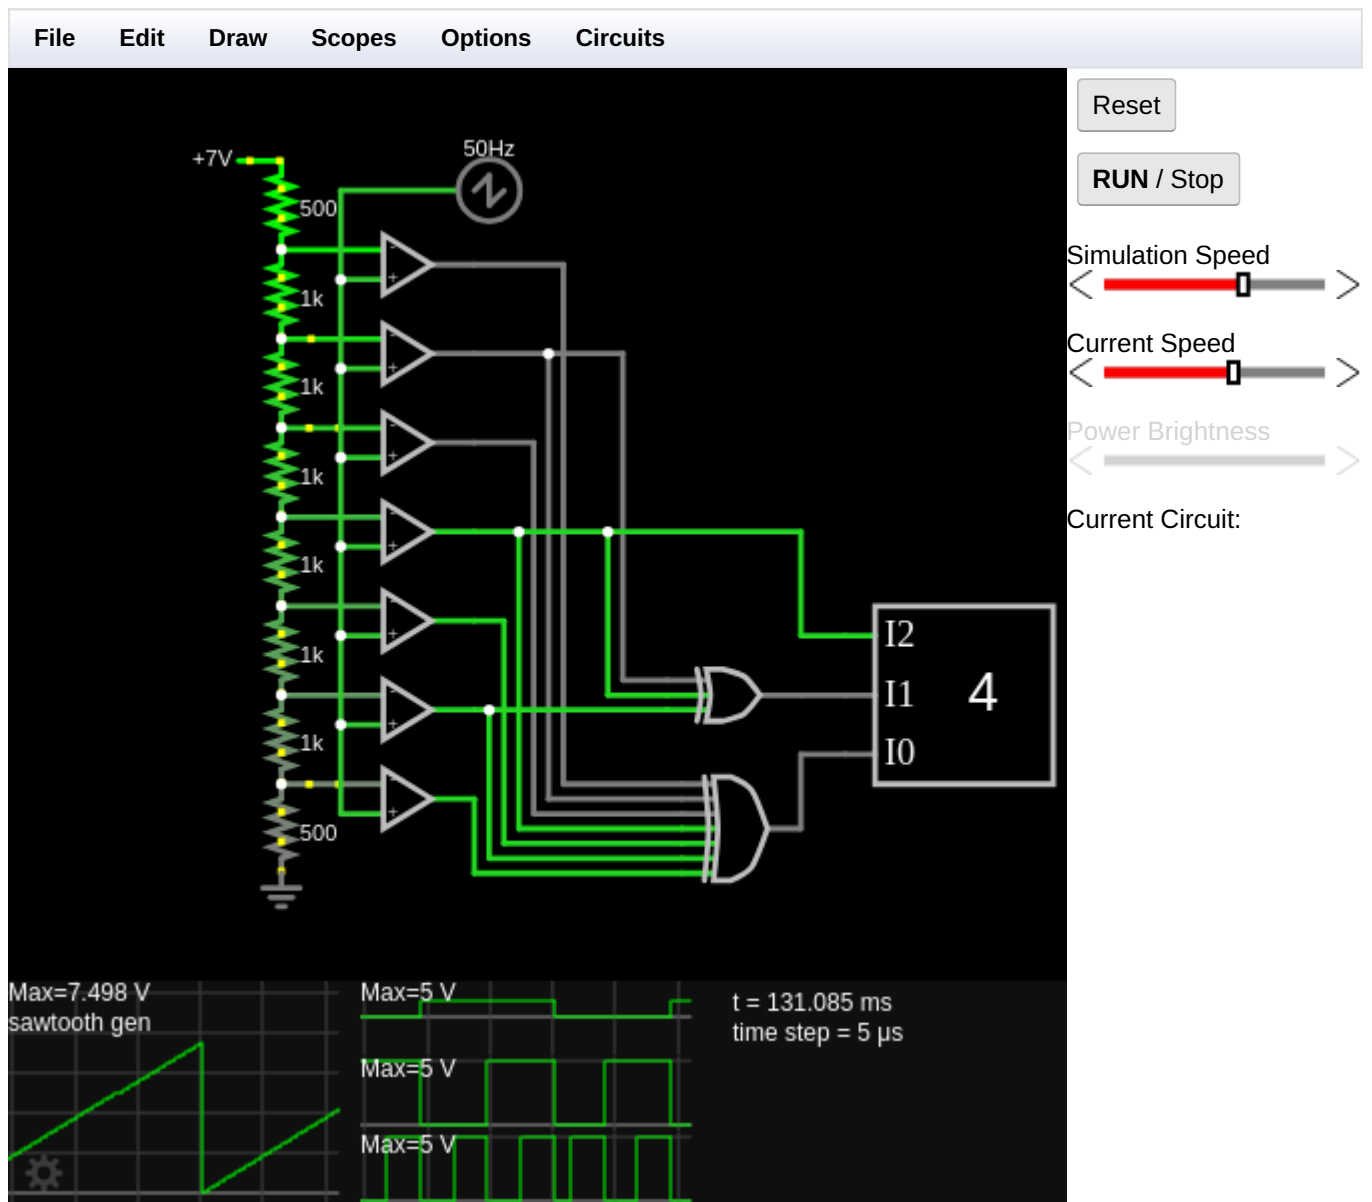 File Edit Draw Scopes Options Circuits
Reset
RUN / Stop
Simulation Speed
Current Speed
Power Brightness
Current Circuit:
50Hz
+7V
500
1k
1k
1k
1k
1k
1k
500
- 
+
-
+
-
+
-
+
-
+
-
+
-
+
I2
I1
I0
4
Max=7.498 V
sawtooth gen
Max=5 V
Max=5 V
Max=5 V
t = 131.085 ms
time step = 5 μs